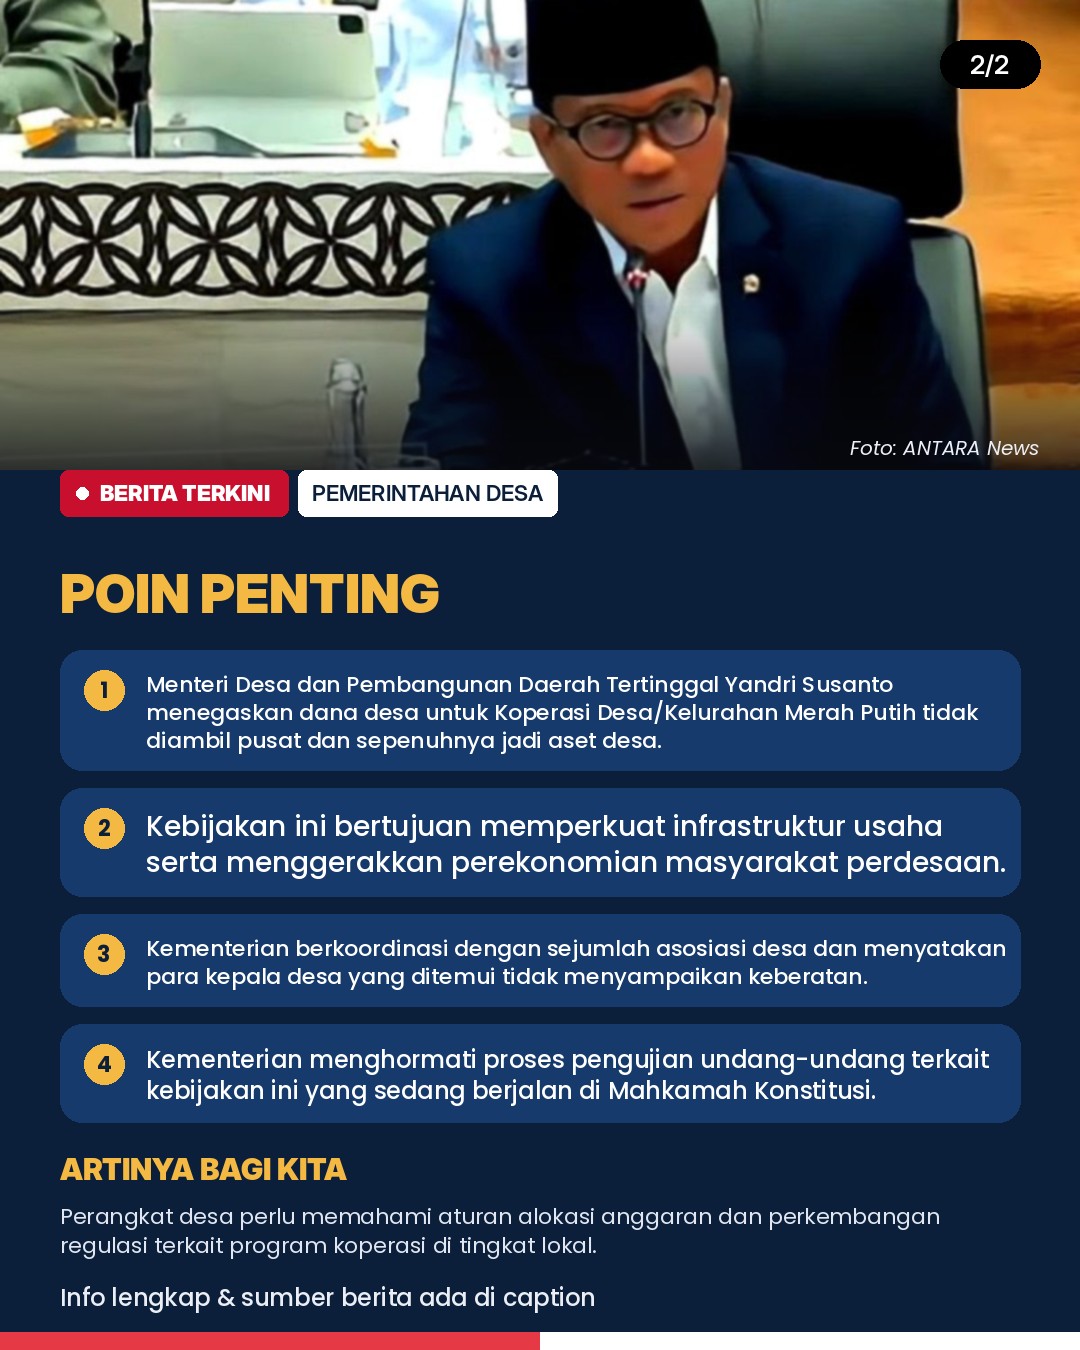 2/2
Foto: ANTARA News
BERITA TERKINI
PEMERINTAHAN DESA
POIN PENTING
1
Menteri Desa dan Pembangunan Daerah Tertinggal Yandri Susanto
menegaskan dana desa untuk Koperasi Desa/Kelurahan Merah Putih tidak
diambil pusat dan sepenuhnya jadi aset desa.
2
Kebijakan ini bertujuan memperkuat infrastruktur usaha
serta menggerakkan perekonomian masyarakat perdesaan.
3
Kementerian berkoordinasi dengan sejumlah asosiasi desa dan menyatakan
para kepala desa yang ditemui tidak menyampaikan keberatan.
4
Kementerian menghormati proses pengujian undang-undang terkait
kebijakan ini yang sedang berjalan di Mahkamah Konstitusi.
ARTINYA BAGI KITA
Perangkat desa perlu memahami aturan alokasi anggaran dan perkembangan
regulasi terkait program koperasi di tingkat lokal.
Info lengkap & sumber berita ada di caption